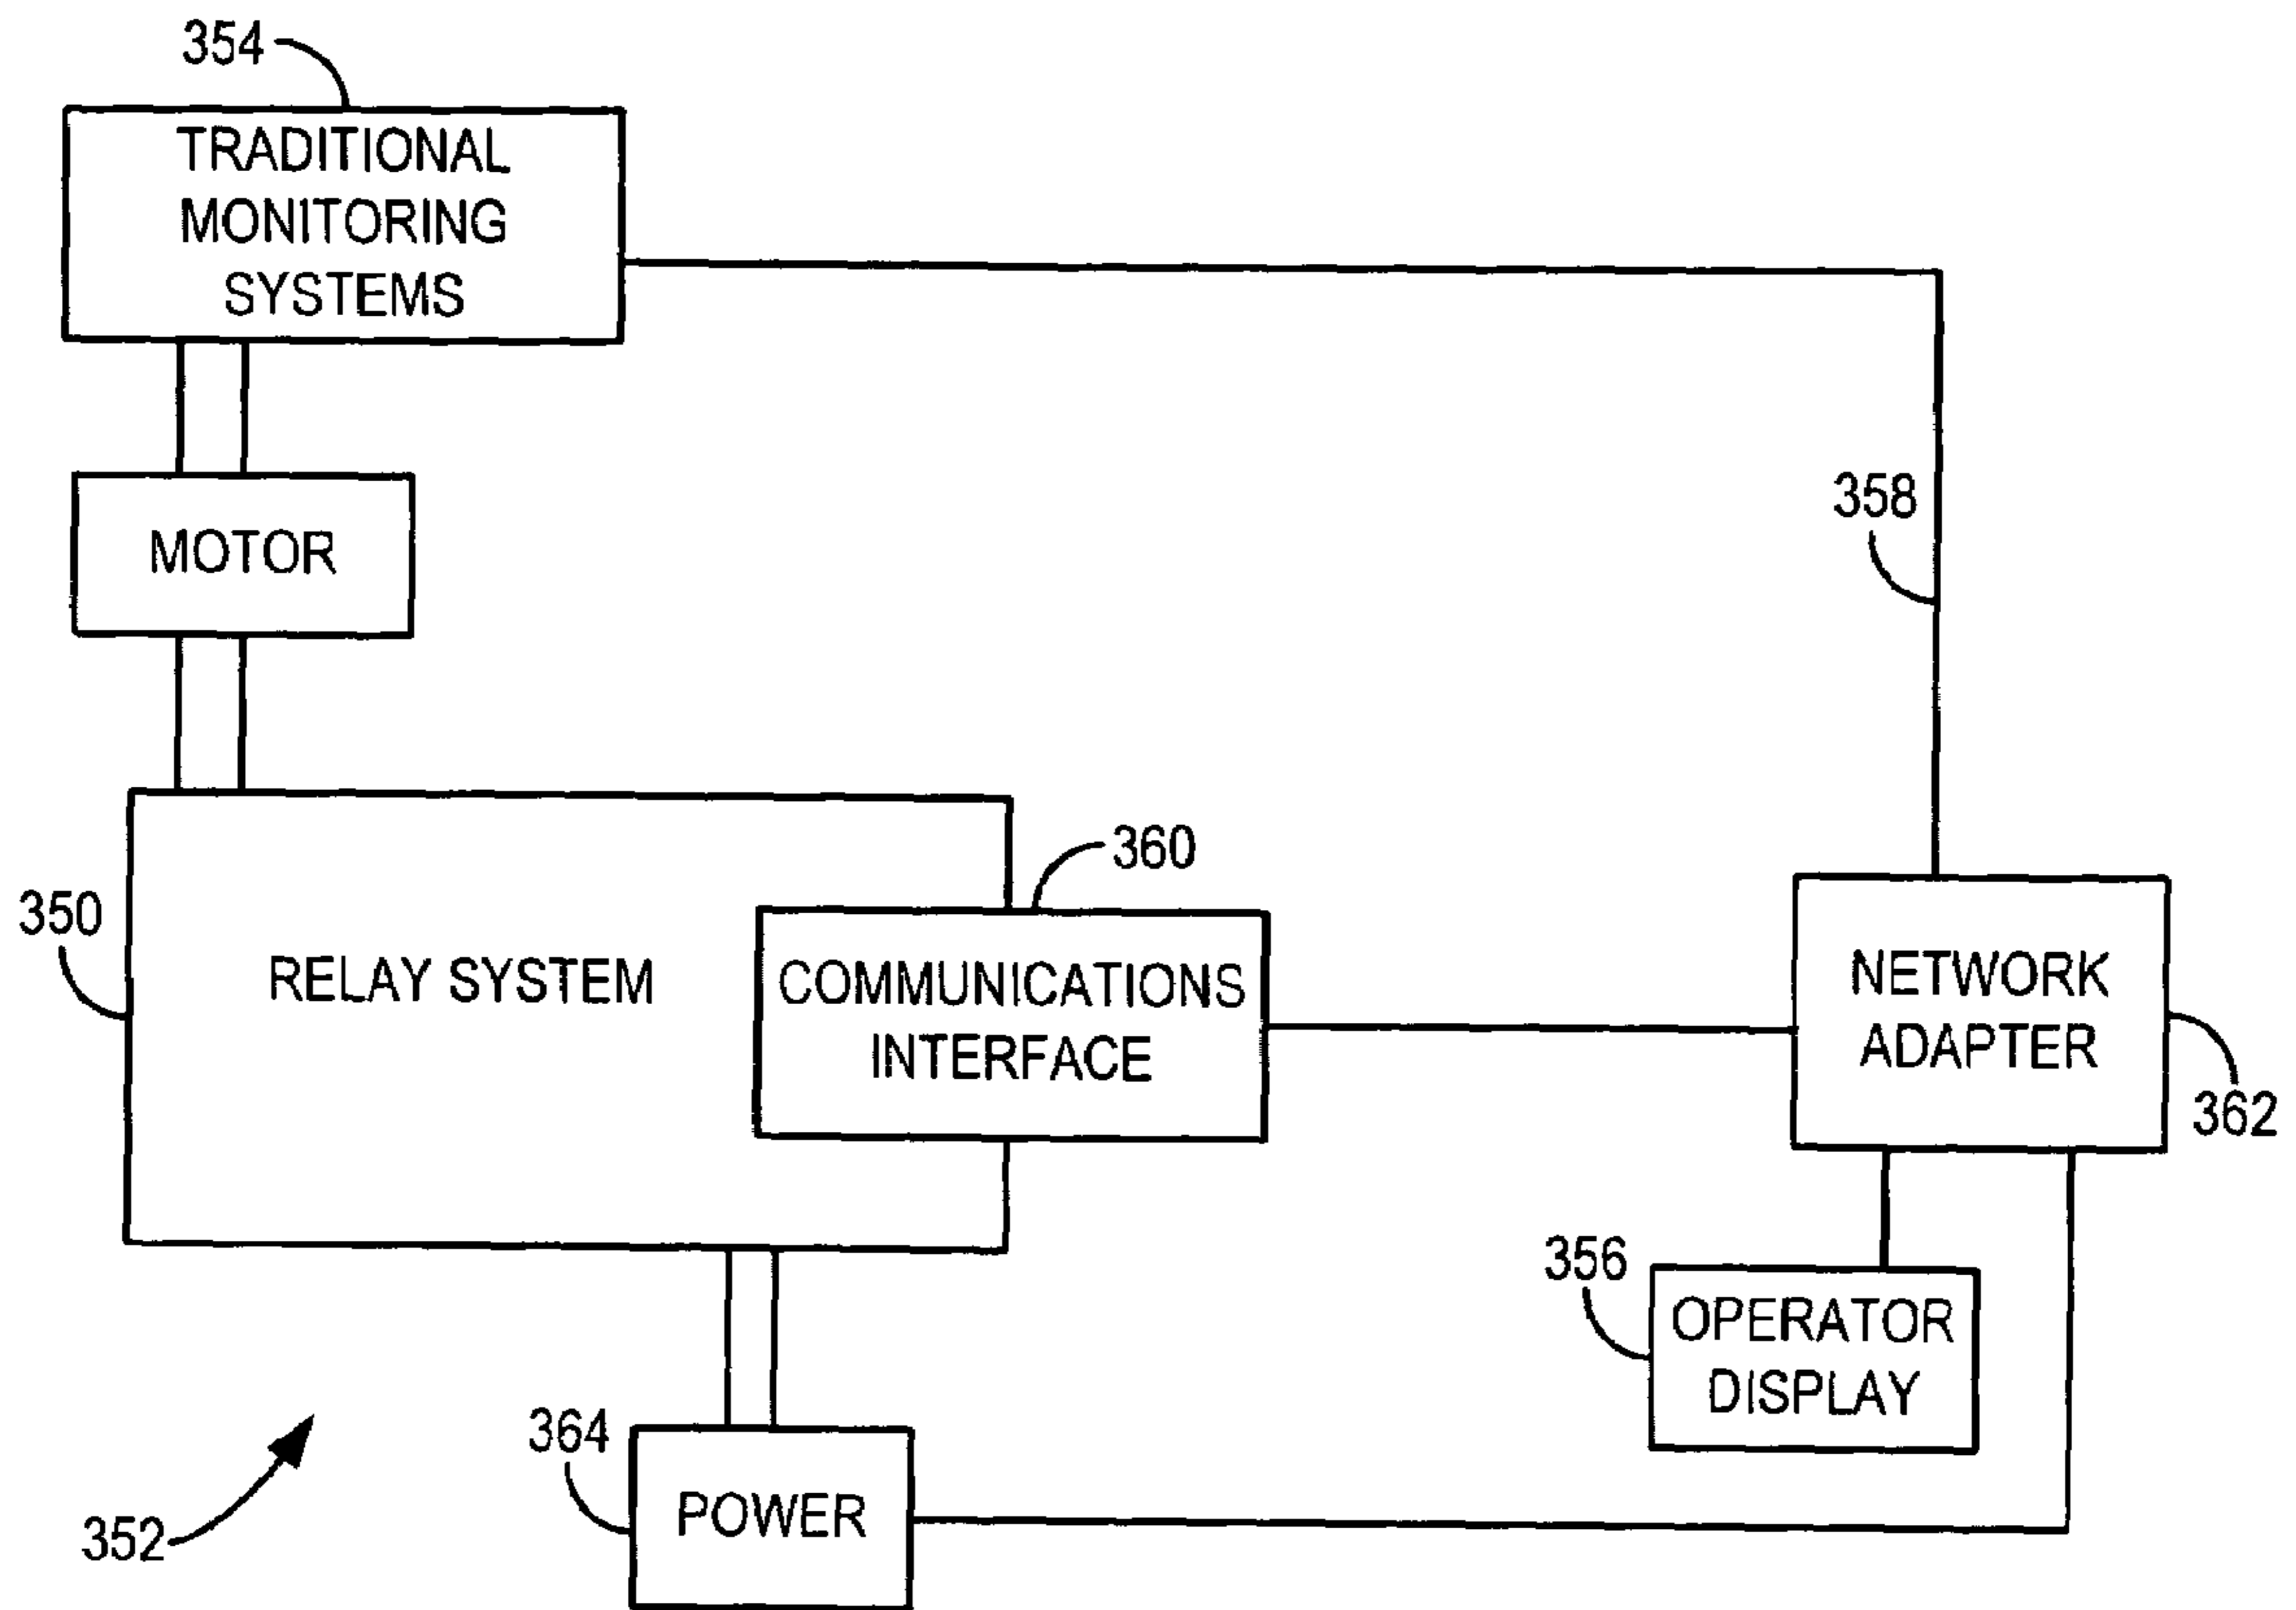 354
TRADITIONAL
MONITORING
SYSTEMS
MOTOR
358
360
350
RELAY SYSTEM
COMMUNICATIONS
INTERFACE
NETWORK
ADAPTER
362
356
OPERATOR
DISPLAY
364
POWER
352